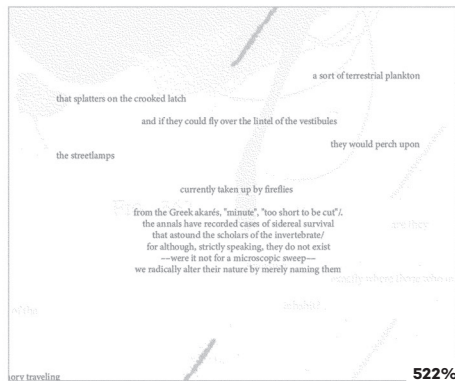 a sort of terrestrial plankton
that splatters on the crooked latch
and if they could fly over the lintel of the vestibules
they would perch upon
the streetlamps
currently taken up by fireflies
from the Greek akarés, "minute", "too short to be cut"/.
the annals have recorded cases of sidereal survival
that astound the scholars of the invertebrate/
for although, strictly speaking, they do not exist
––were it not for a microscopic sweep––
we radically alter their nature by merely naming them
of the
ory traveling
522%